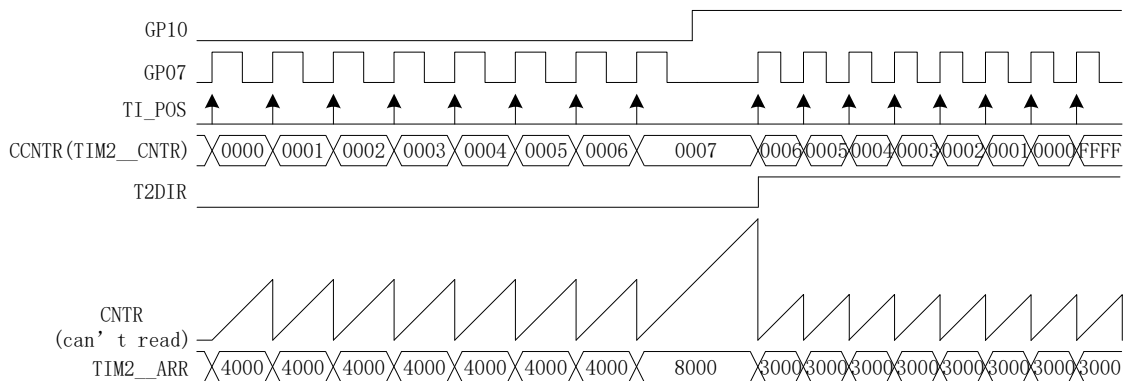 GP10
GP07
TI_POS
CCNTR(TIM2__CNTR) 0000 0001 0002 0003 0004 0005 0006 0007 0006 0005 0004 0003 0002 0001 0000 FFFF
T2DIR
CNTR
(can't read)
TIM2__ARR 4000 4000 4000 4000 4000 4000 4000 8000 3000 3000 3000 3000 3000 3000 3000 3000